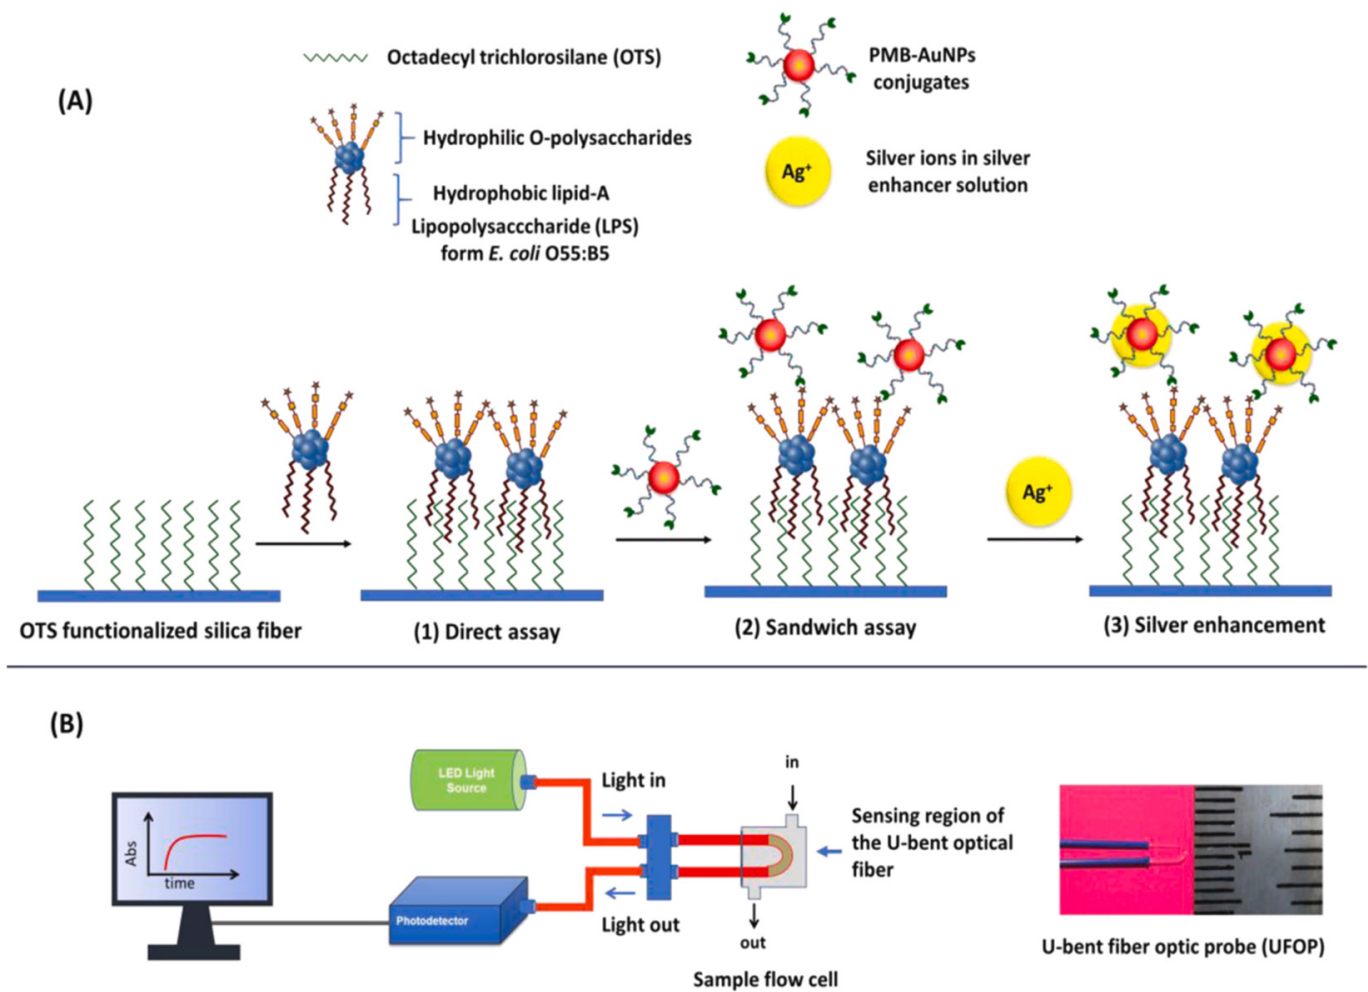 (A)
Octadecyl trichlorosilane (OTS)
Hydrophilic O-polysaccharides
Hydrophobic lipid-A
Lipopolysacccharide (LPS)
form E. coli O55:B5
PMB-AuNPs
conjugates
Ag⁺
Silver ions in silver
enhancer solution
Ag⁺
OTS functionalized silica fiber
(1) Direct assay
(2) Sandwich assay
(3) Silver enhancement
(B)
Abs
time
LED Light
Source
Photodetector
Light in
Light out
in
out
Sample flow cell
Sensing region of
the U-bent optical
fiber
U-bent fiber optic probe (UFOP)